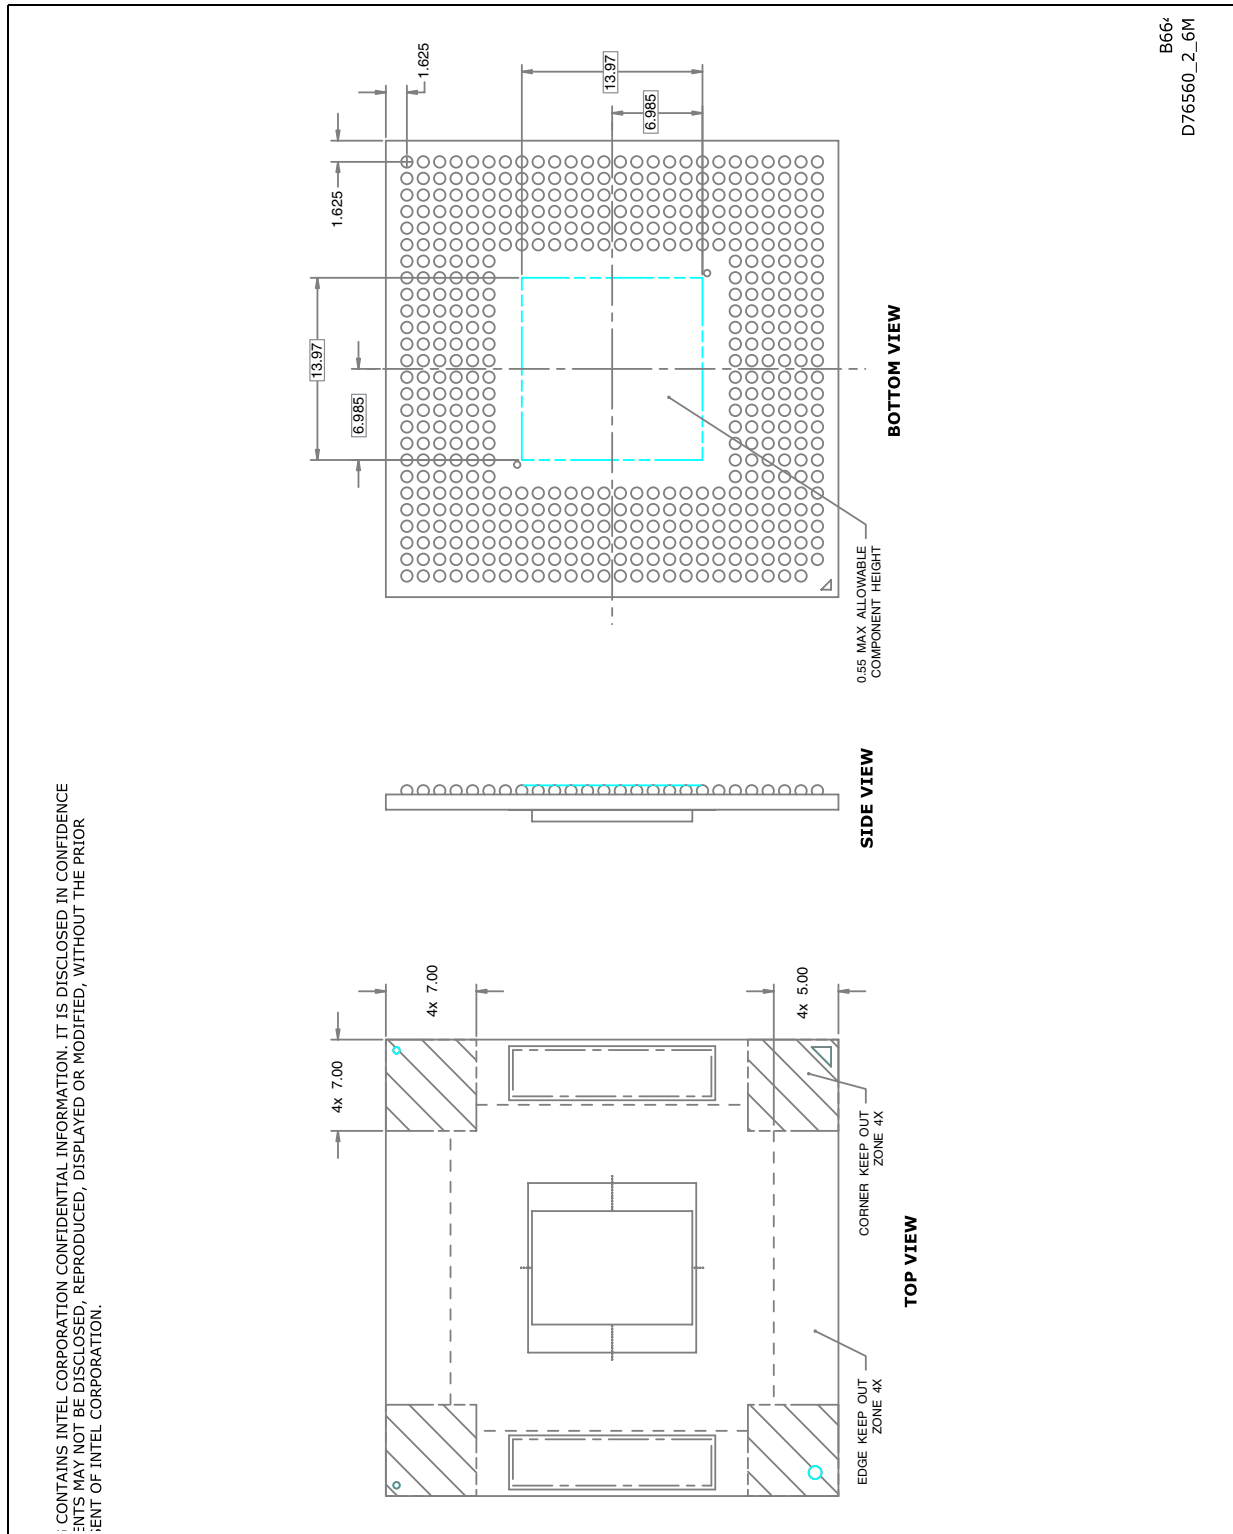 CONTAINS INTEL CORPORATION CONFIDENTIAL INFORMATION. IT IS DISCLOSED IN CONFIDENCE
ENTS MAY NOT BE DISCLOSED, REPRODUCED, DISPLAYED OR MODIFIED, WITHOUT THE PRIOR
SENT OF INTEL CORPORATION.
4x 7.00
4x 7.00
4x 5.00
CORNER KEEP OUT
ZONE 4X
EDGE KEEP OUT
ZONE 4X
TOP VIEW
SIDE VIEW
1.625
1.625
13.97
6.985
13.97
6.985
0.55 MAX ALLOWABLE
COMPONENT HEIGHT
BOTTOM VIEW
B66
D76560_2_6M